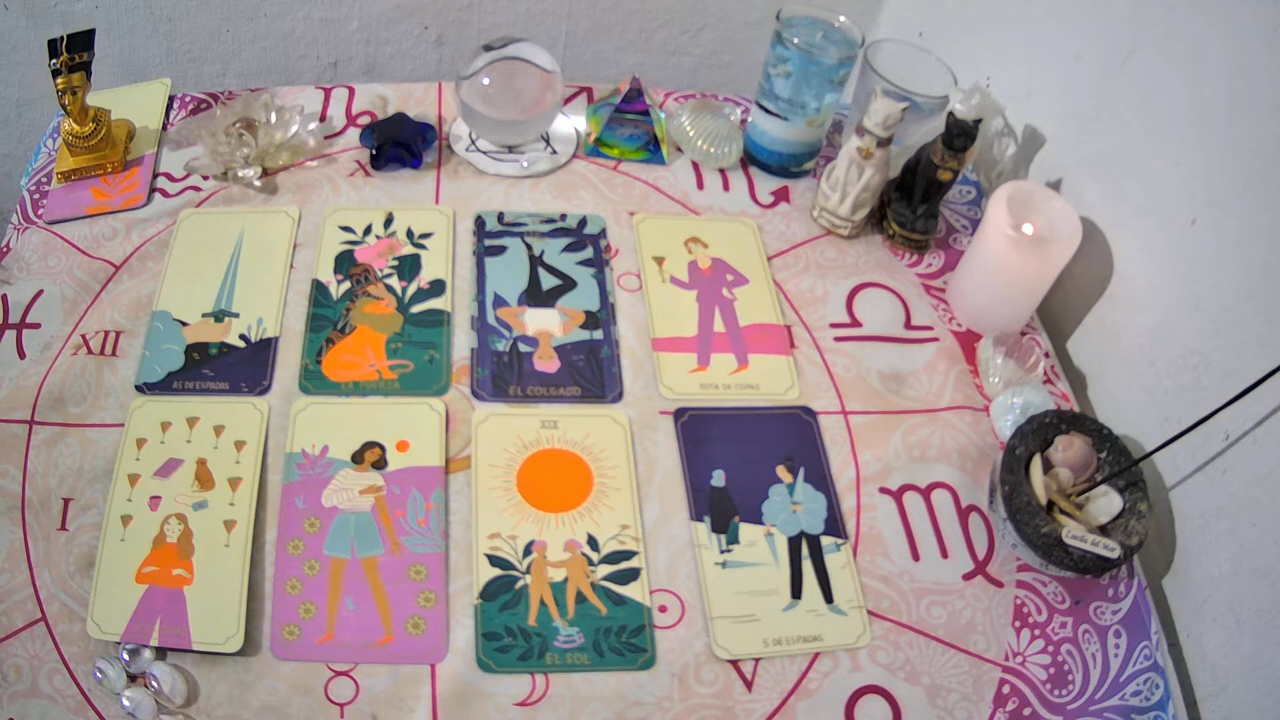 X
XII
AS DE ESPADAS
LA FUERZA
EL COLGADO
SOTA DE COPAS
I
XIX
EL SOL
5 DE ESPADAS